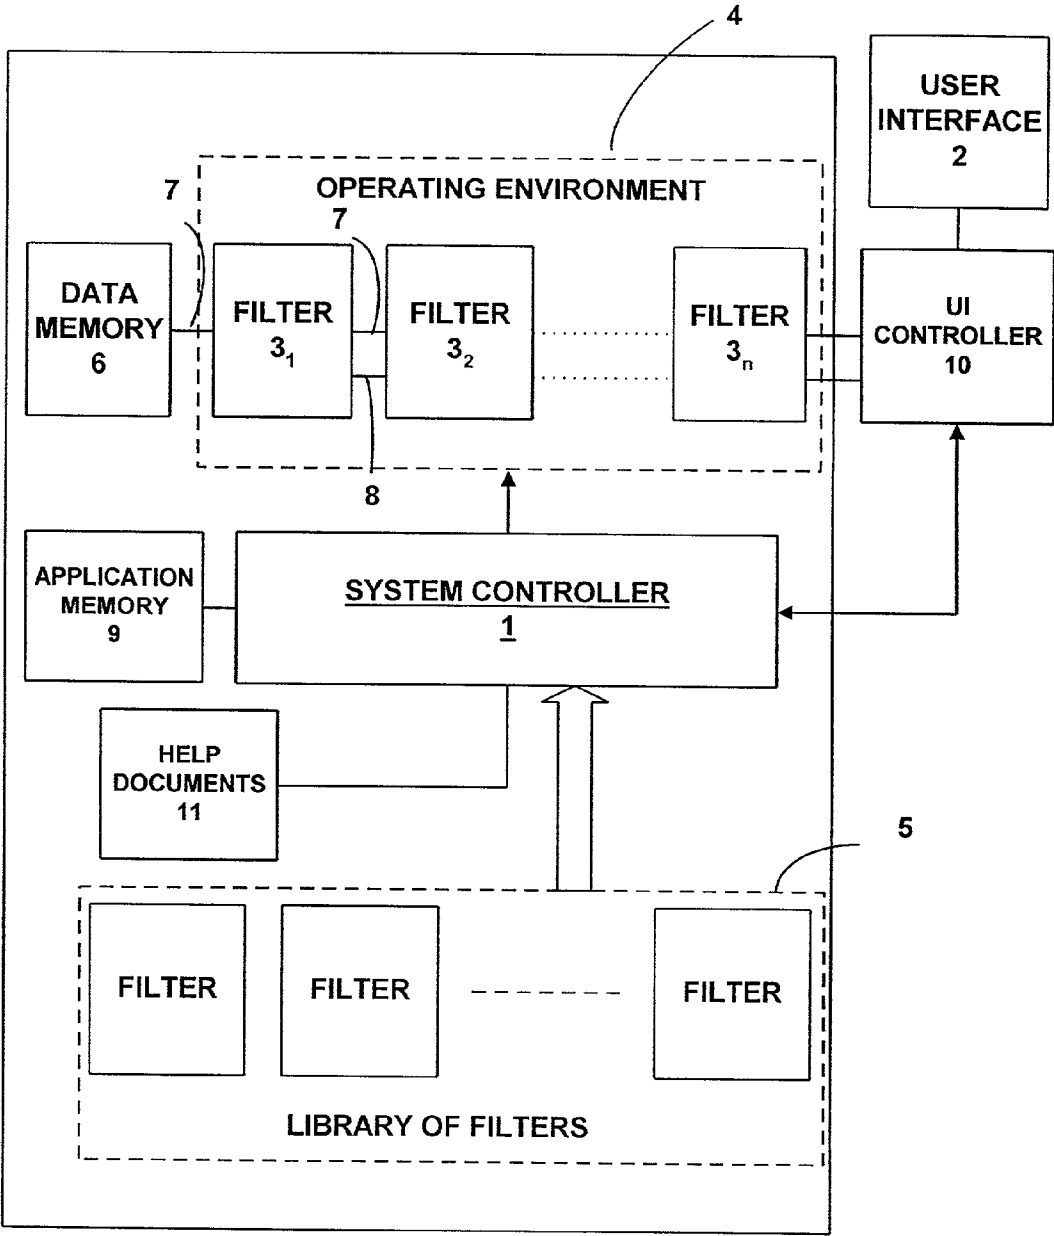 4
USER
INTERFACE
2
OPERATING ENVIRONMENT
7
7
DATA
MEMORY
6
FILTER
3₁
FILTER
3₂
FILTER
3ₙ
UI
CONTROLLER
10
8
APPLICATION
MEMORY
9
SYSTEM CONTROLLER
1
HELP
DOCUMENTS
11
5
FILTER
FILTER
FILTER
LIBRARY OF FILTERS